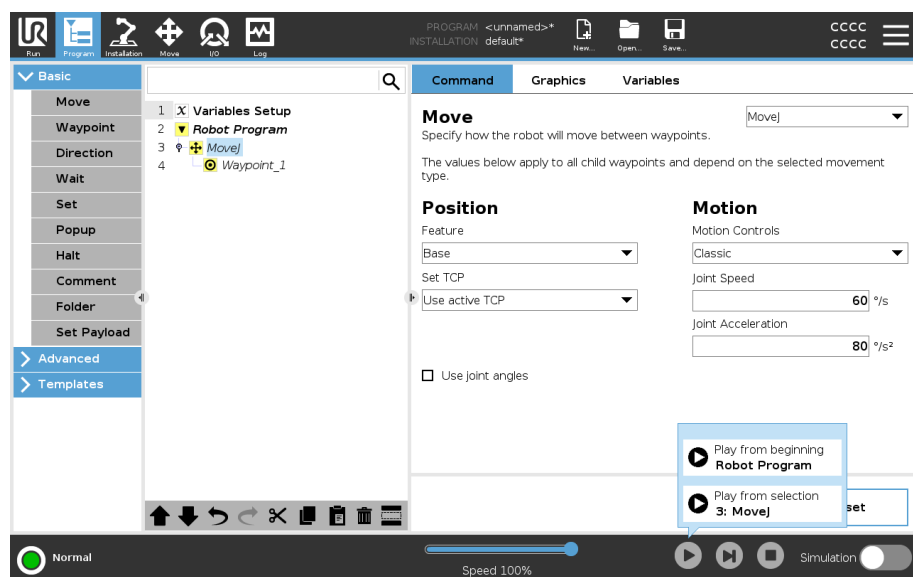 UR
Run
Program
Installation
Move
I/O
Log
PROGRAM <unnamed>*
INSTALLATION default*
New...
Open...
Save...
CCCC
CCCC
Basic
Move
Waypoint
Direction
Wait
Set
Popup
Halt
Comment
Folder
Set Payload
Advanced
Templates
1 X Variables Setup
2 Robot Program
3 MoveJ
4 Waypoint_1
Command Graphics Variables
Move
MoveJ
Specify how the robot will move between waypoints.
The values below apply to all child waypoints and depend on the selected movement
type.
Position
Feature
Base
Set TCP
Use active TCP
Use joint angles
Motion
Motion Controls
Classic
Joint Speed
60 °/s
Joint Acceleration
80 °/s²
Play from beginning
Robot Program
Play from selection
3: MoveJ
set
Normal
Speed 100%
Simulation